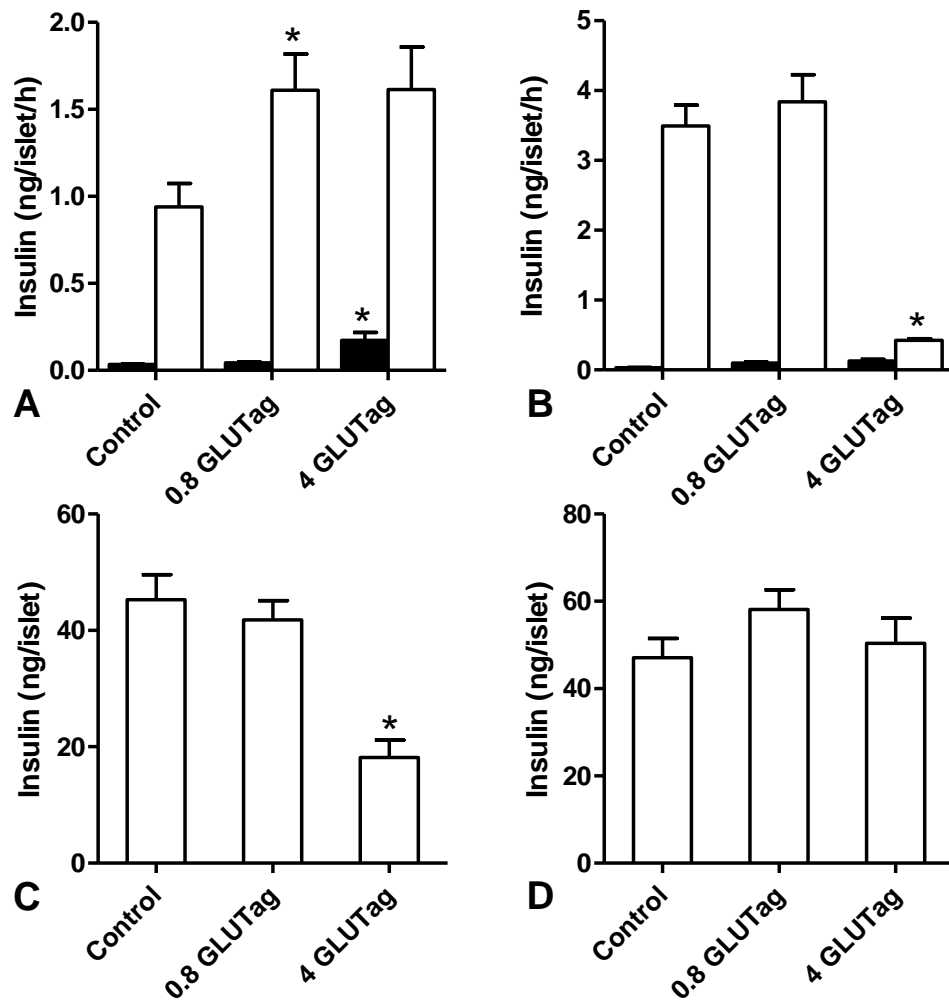 Insulin (ng/islet/h)
2.0
1.5
1.0
0.5
0.0
*
*
A
Control
0.8 GLUTag
4 GLUTag
Insulin (ng/islet/h)
5
4
3
2
1
0
*
B
Control
0.8 GLUTag
4 GLUTag
Insulin (ng/islet)
60
40
20
0
*
C
Control
0.8 GLUTag
4 GLUTag
Insulin (ng/islet)
80
60
40
20
0
D
Control
0.8 GLUTag
4 GLUTag